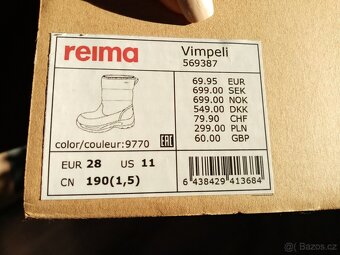 reima
Vimpeli
569387
69.95 EUR
699.00 SEK
699.00 NOK
549.00 DKK
79.90 CHF
299.00 PLN
60.00 GBP
color/couleur:9770
EAC
EUR 28 US 11
CN 190(1,5)
6 438429 413684
sbazos.cz